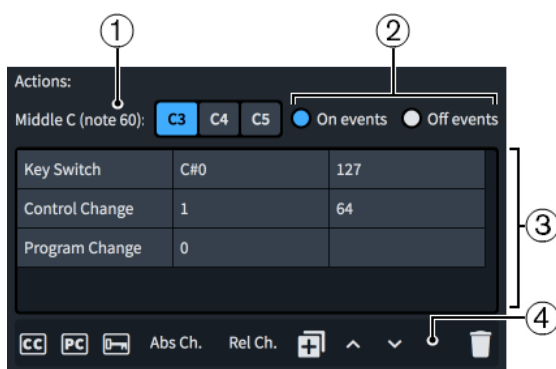 1 2
Actions:
Middle C (note 60): C3 C4 C5 On events Off events
Key Switch C#0 127
Control Change 1 64
Program Change 0
3
4
CC PC Abs Ch. Rel Ch.